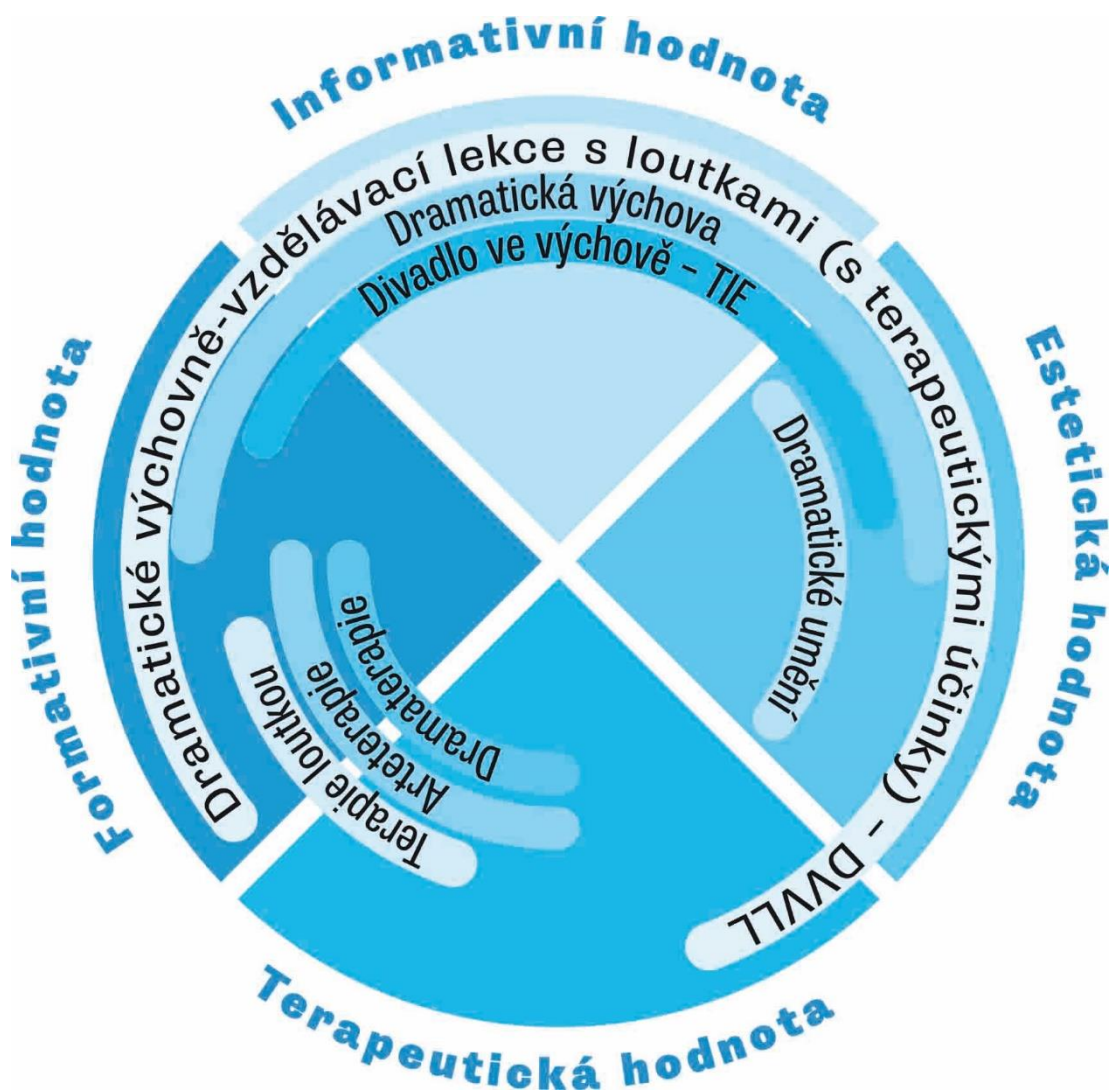 Informativní hodnota
Dramatické výchovně-vzdělávací lekce s loutkami (s terapeutickými účinky) – DVVLL
Dramatická výchova
Divadlo ve výchově – TIE
Formativní hodnota
Estetická hodnota
Dramatické umění
Dramaterapie
Arteterapie
Terapie loutkou
Terapeutická hodnota